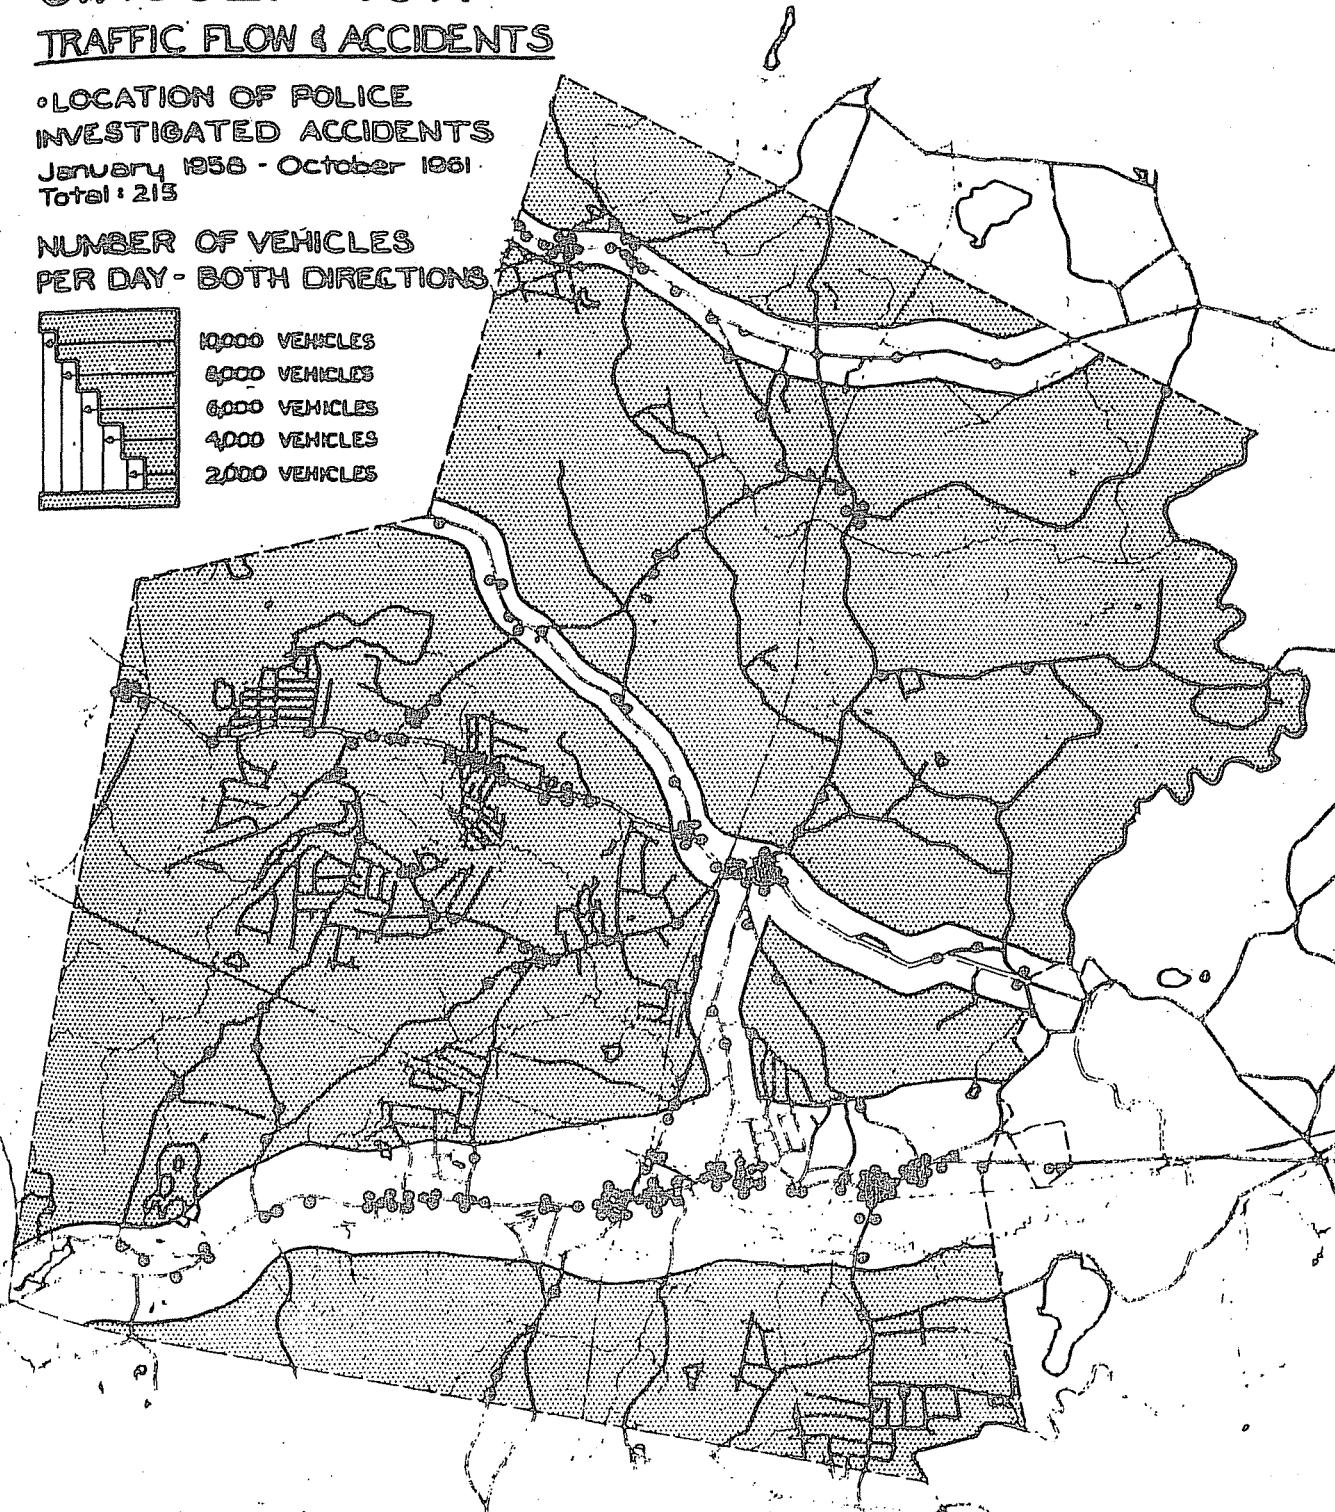 TRAFFIC FLOW & ACCIDENTS
• LOCATION OF POLICE
INVESTIGATED ACCIDENTS
January 1958 - October 1961
Total: 215
NUMBER OF VEHICLES
PER DAY - BOTH DIRECTIONS
10,000 VEHICLES
8,000 VEHICLES
6,000 VEHICLES
4,000 VEHICLES
2,000 VEHICLES